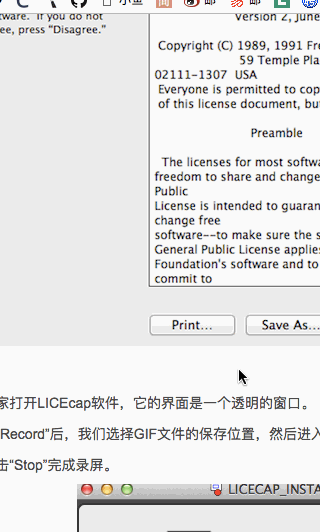 小鱼
邮
邮
ware. If you do not
ee, press "Disagree."
Version 2, June
Copyright (C) 1989, 1991 Fre
59 Temple Pla
02111-1307 USA
Everyone is permitted to cop
of this license document, but
Preamble
The licenses for most softwa
freedom to share and change
Public
License is intended to guaran
change free
software--to make sure the s
General Public License applies
Foundation's software and to
commit to
Print...
Save As...
家打开LICEcap软件，它的界面是一个透明的窗口。
Record”后，我们选择GIF文件的保存位置，然后进入
击“Stop”完成录屏。
LICECAP_INSTA